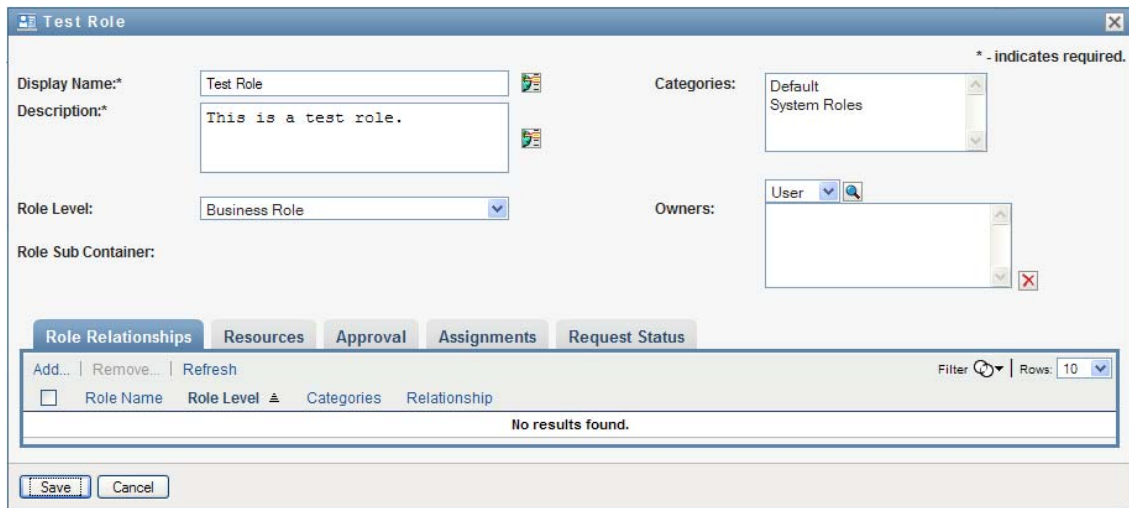 Test Role
* - indicates required.
Display Name:* Test Role Categories: Default
System Roles
Description:* This is a test role.
User
Role Level: Business Role Owners:
Role Sub Container:
Role Relationships Resources Approval Assignments Request Status
Add... | Remove... | Refresh Filter | Rows: 10
Role Name Role Level Categories Relationship
No results found.
Save Cancel